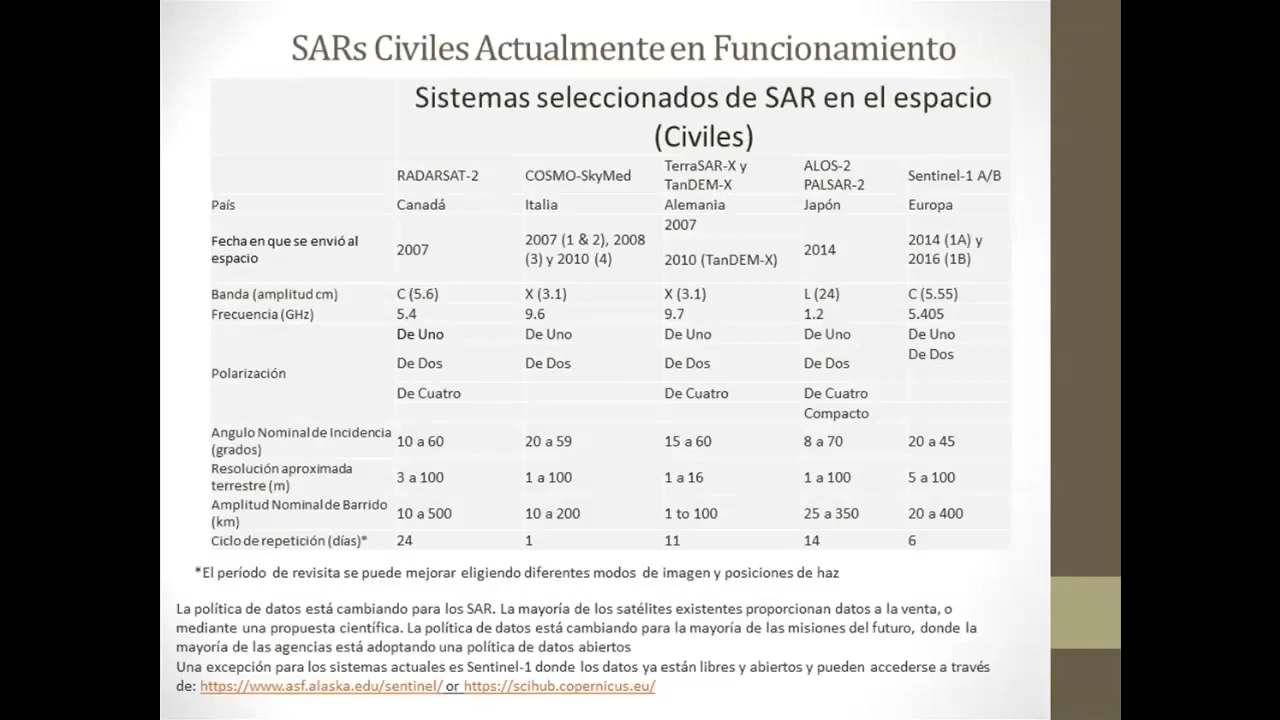 SARs Civiles Actualmente en Funcionamiento
Sistemas seleccionados de SAR en el espacio
(Civiles)
RADARSAT-2 COSMO-SkyMed TerraSAR-X y TanDEM-X ALOS-2 PALSAR-2 Sentinel-1 A/B
País Canadá Italia Alemania Japón Europa
Fecha en que se envió al espacio 2007 2007 (1 & 2), 2008 (3) y 2010 (4) 2007 2010 (TanDEM-X) 2014 2014 (1A) y 2016 (1B)
Banda (amplitud cm) C (5.6) X (3.1) X (3.1) L (24) C (5.55)
Frecuencia (GHz) 5.4 9.6 9.7 1.2 5.405
Polarización
De Uno De Uno De Uno De Uno De Uno
De Dos De Dos De Dos De Dos De Dos
De Cuatro De Cuatro De Cuatro
Compacto
Angulo Nominal de Incidencia (grados) 10 a 60 20 a 59 15 a 60 8 a 70 20 a 45
Resolución aproximada terrestre (m) 3 a 100 1 a 100 1 a 16 1 a 100 5 a 100
Amplitud Nominal de Barrido (km) 10 a 500 10 a 200 1 to 100 25 a 350 20 a 400
Ciclo de repetición (días)* 24 1 11 14 6
*El período de revisita se puede mejorar eligiendo diferentes modos de imagen y posiciones de haz
La política de datos está cambiando para los SAR. La mayoría de los satélites existentes proporcionan datos a la venta, o
mediante una propuesta científica. La política de datos está cambiando para la mayoría de las misiones del futuro, donde la
mayoría de las agencias está adoptando una política de datos abiertos
Una excepción para los sistemas actuales es Sentinel-1 donde los datos ya están libres y abiertos y pueden accederse a través
de: https://www.asf.alaska.edu/sentinel/ or https://scihub.copernicus.eu/